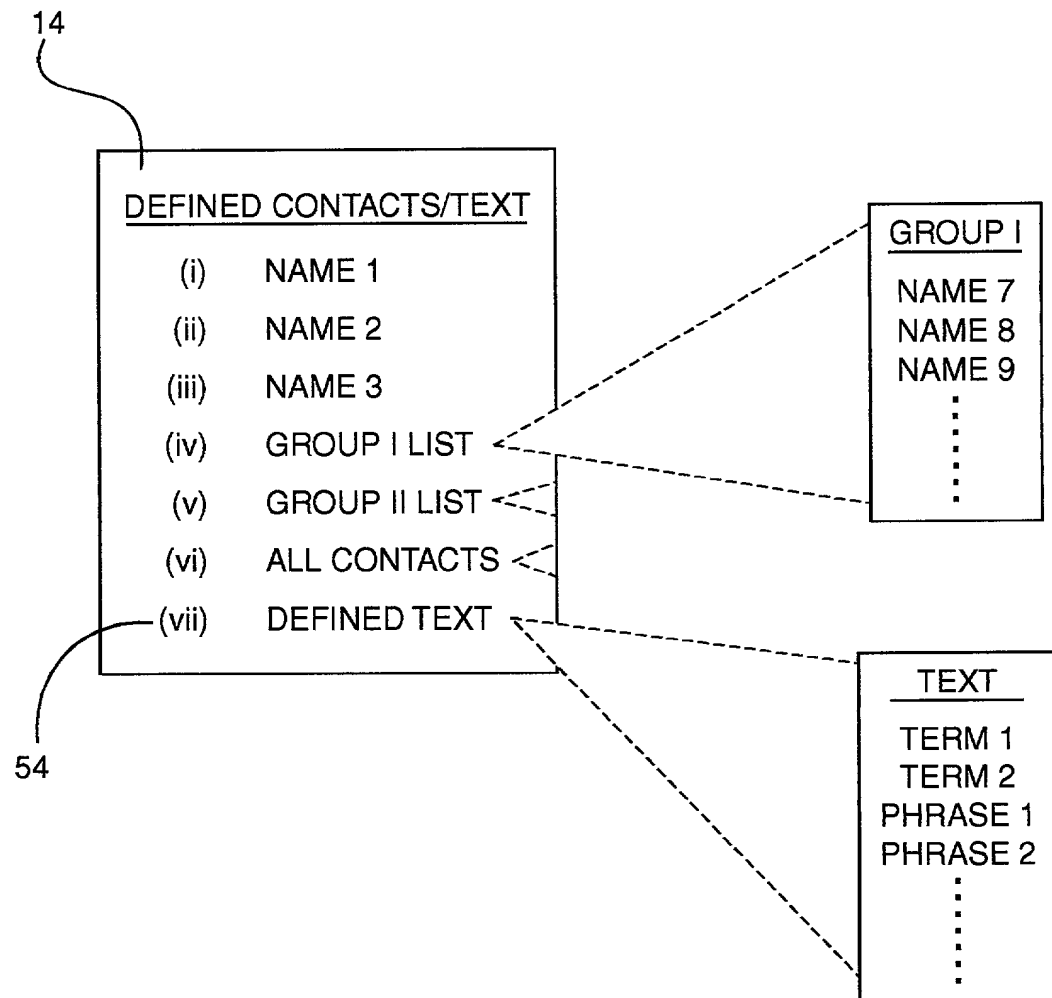 14
DEFINED CONTACTS/TEXT
(i) NAME 1
(ii) NAME 2
(iii) NAME 3
(iv) GROUP I LIST
(v) GROUP II LIST
(vi) ALL CONTACTS
(vii) DEFINED TEXT
54
GROUP I
NAME 7
NAME 8
NAME 9
TEXT
TERM 1
TERM 2
PHRASE 1
PHRASE 2